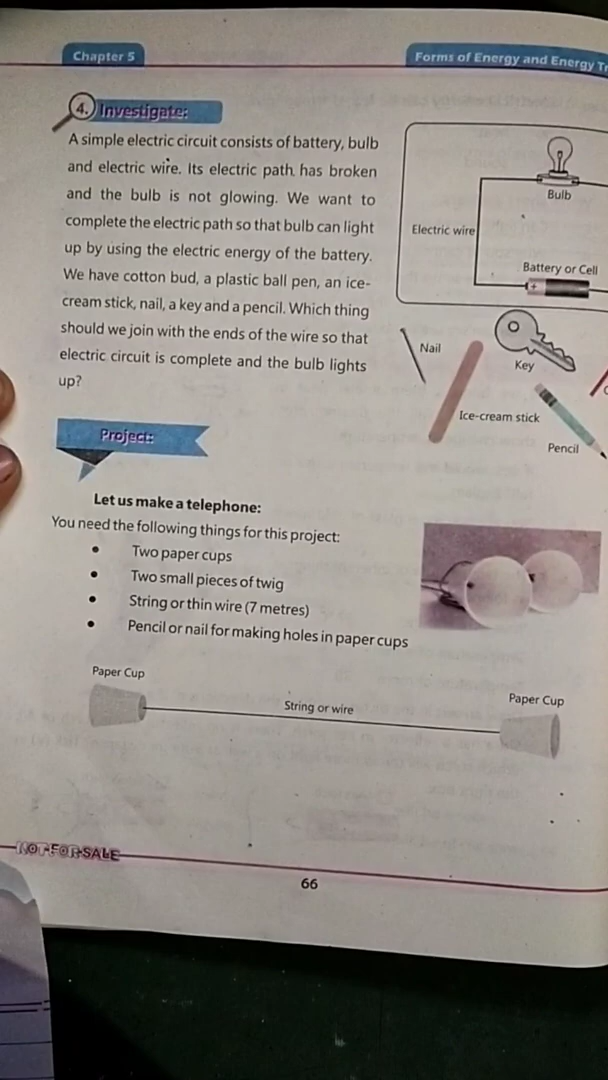 Chapter 5
Forms of Energy and Energy
4. Investigate:
A simple electric circuit consists of battery, bulb
and electric wire. Its electric path has broken
and the bulb is not glowing. We want to
complete the electric path so that bulb can light
up by using the electric energy of the battery.
We have cotton bud, a plastic ball pen, an ice-
cream stick, nail, a key and a pencil. Which thing
should we join with the ends of the wire so that
electric circuit is complete and the bulb lights
up?
Bulb
Electric wire
Battery or Cell
+
Nail
Key
Ice-cream stick
Pencil
Project:
Let us make a telephone:
You need the following things for this project:
• Two paper cups
• Two small pieces of twig
• String or thin wire (7 metres)
• Pencil or nail for making holes in paper cups
Paper Cup
String or wire
Paper Cup
NOT FOR SALE
66